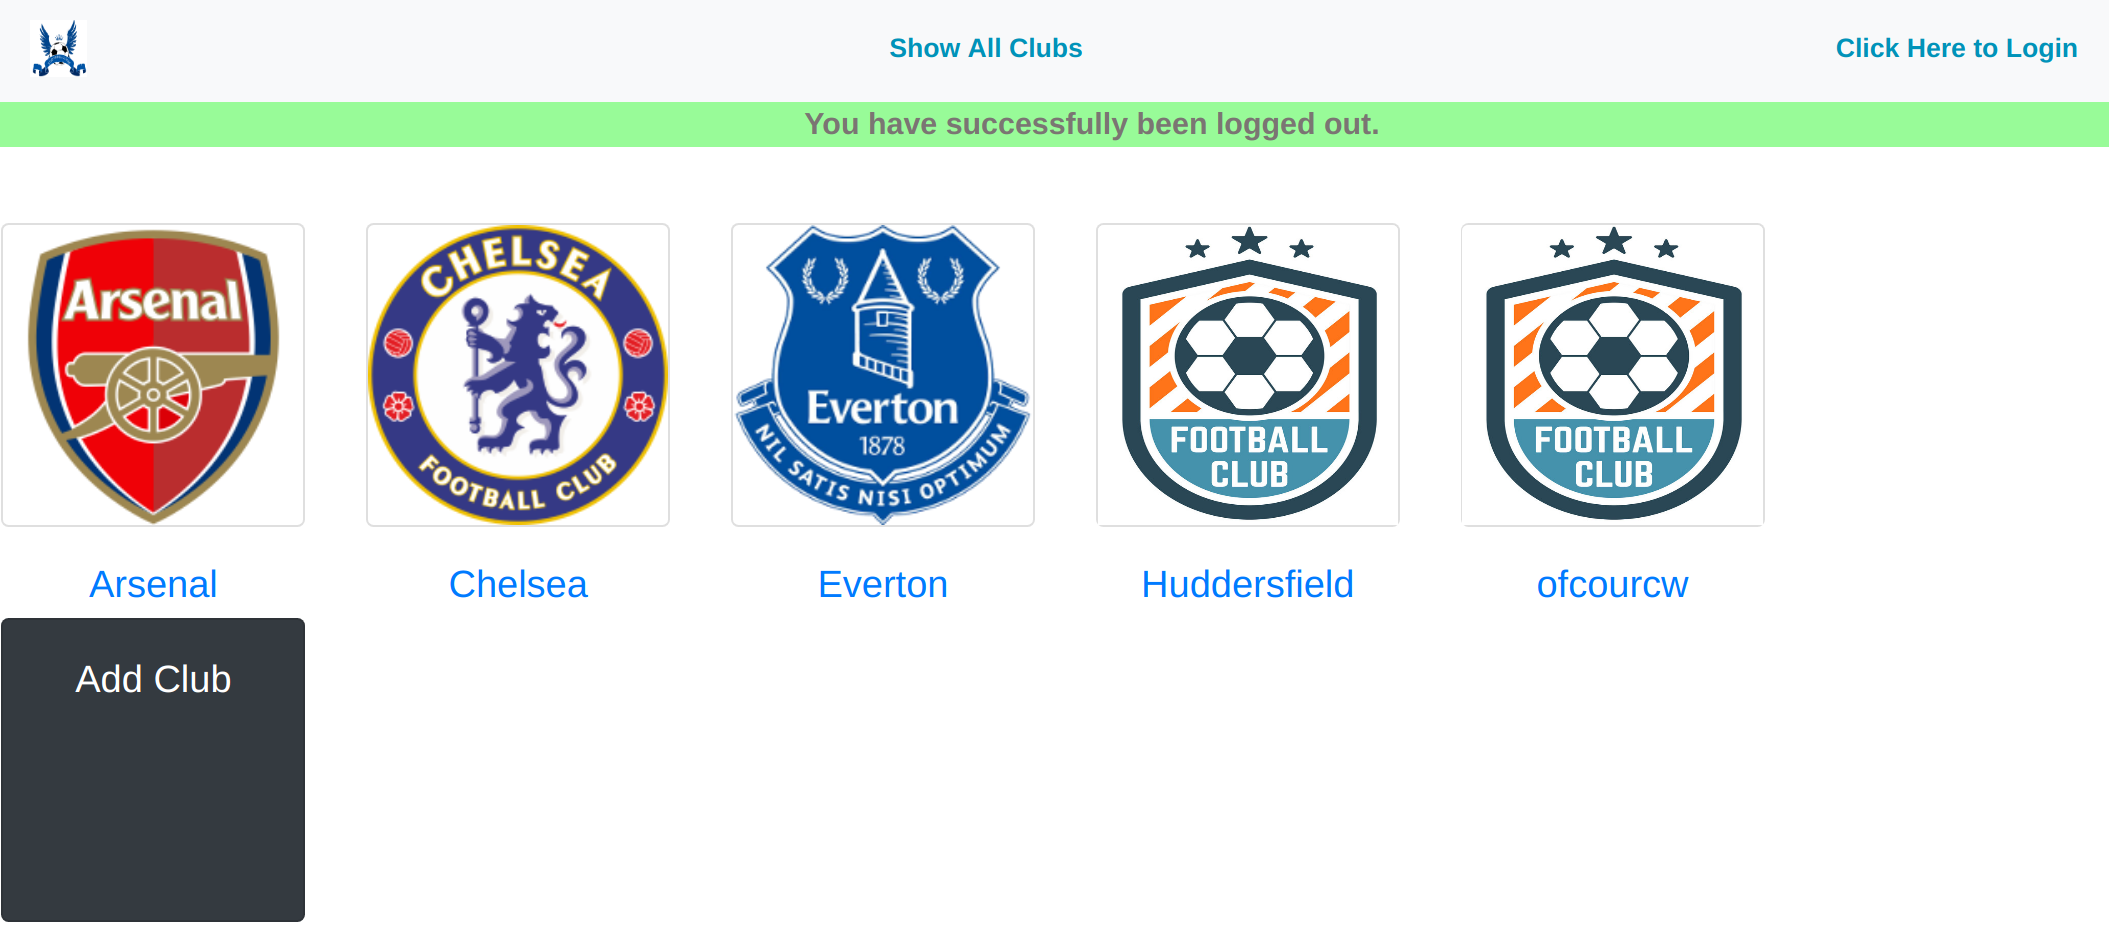 Show All Clubs
Click Here to Login
You have successfully been logged out.
Arsenal
CHELSEA
FOOTBALL CLUB
Everton
1878
NIL SATIS NISI OPTIMUM
FOOTBALL
CLUB
FOOTBALL
CLUB
Arsenal
Chelsea
Everton
Huddersfield
ofcourcw
Add Club